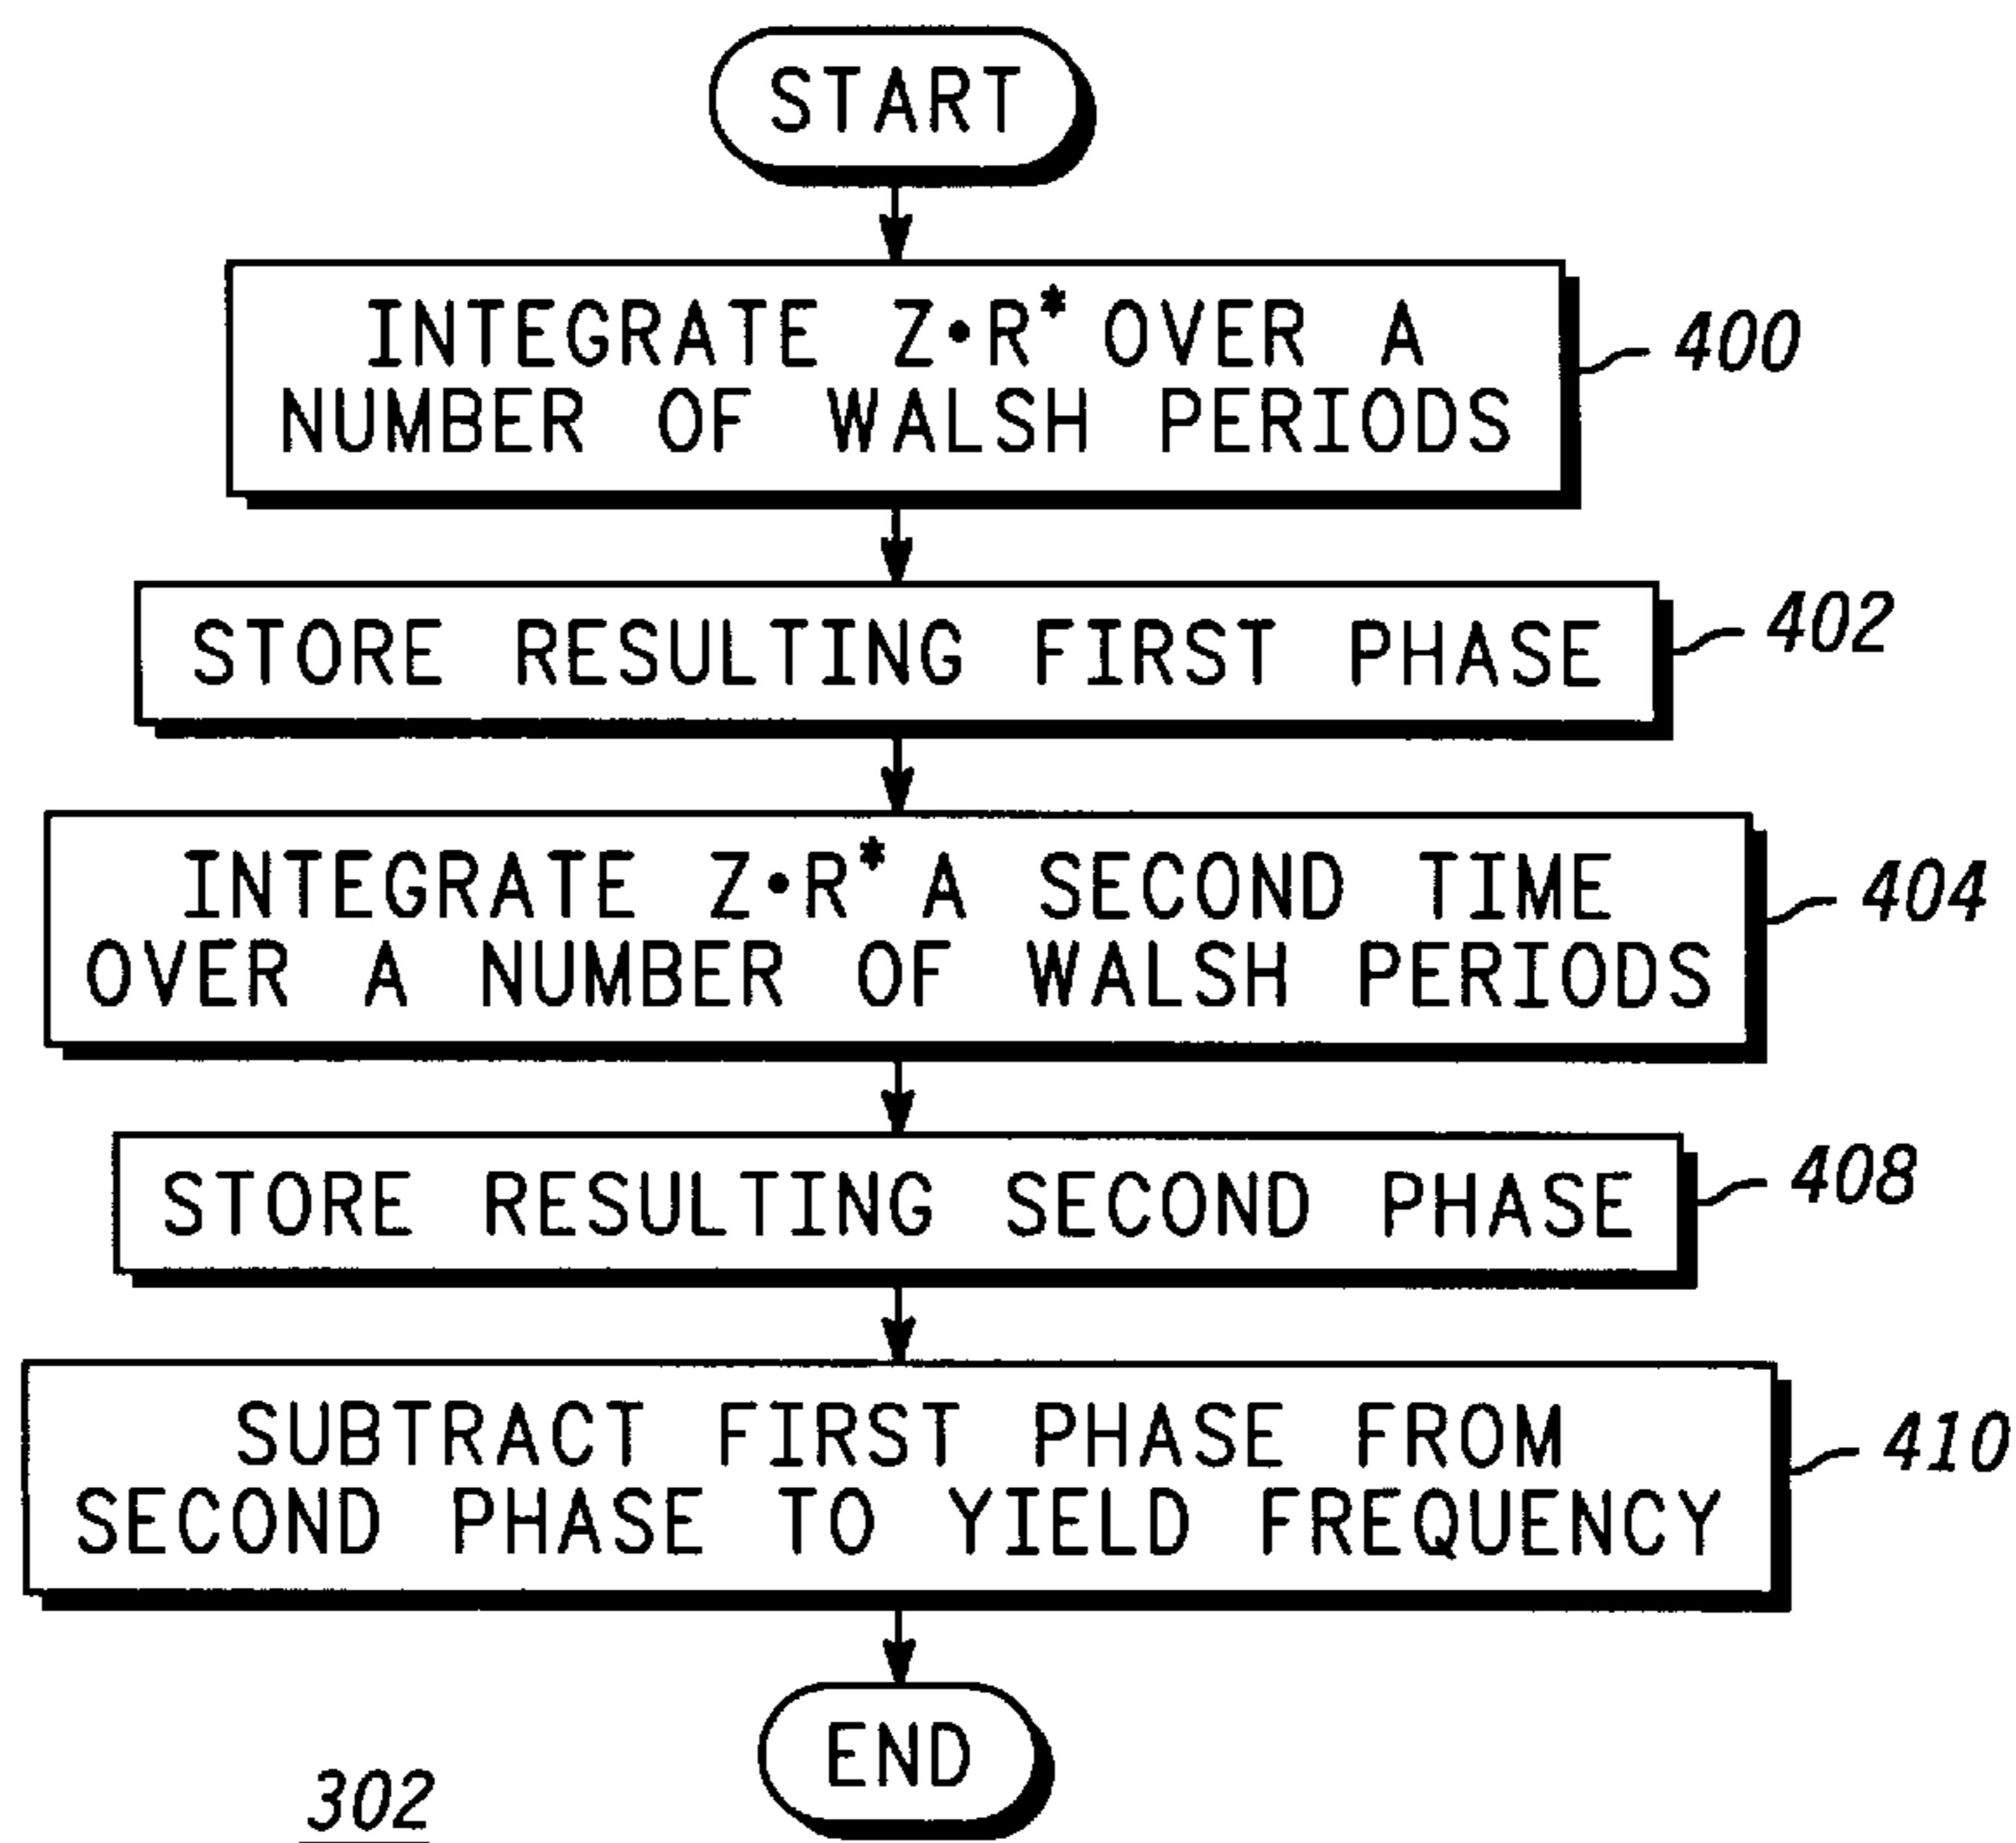 START
INTEGRATE Z•R* OVER A
NUMBER OF WALSH PERIODS
400
STORE RESULTING FIRST PHASE
402
INTEGRATE Z•R* A SECOND TIME
OVER A NUMBER OF WALSH PERIODS
404
STORE RESULTING SECOND PHASE
408
SUBTRACT FIRST PHASE FROM
SECOND PHASE TO YIELD FREQUENCY
410
END
302